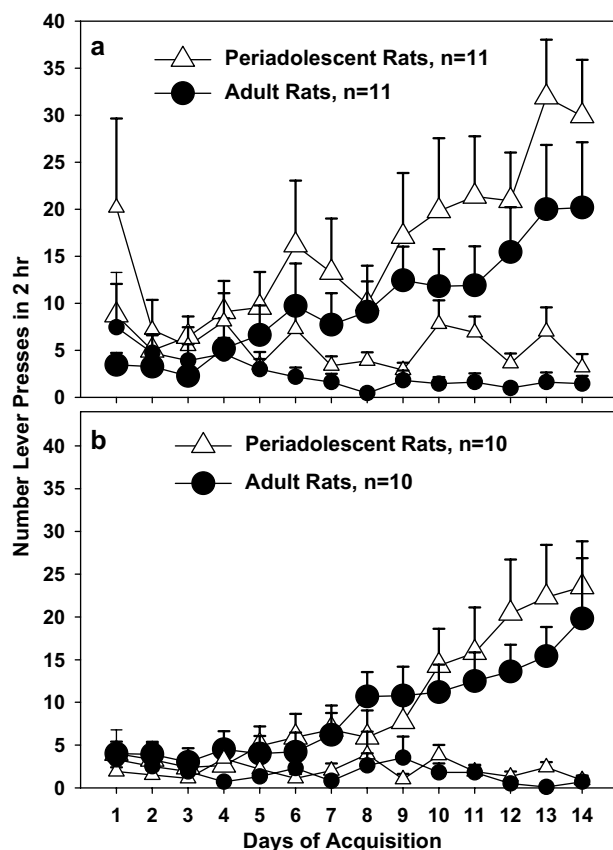 40
a
Periadolescent Rats, n=11
35
Adult Rats, n=11
30
25
20
15
10
5
0
Number Lever Presses in 2 hr
b
40
Periadolescent Rats, n=10
35
Adult Rats, n=10
30
25
20
15
10
5
0
1 2 3 4 5 6 7 8 9 10 11 12 13 14
Days of Acquisition